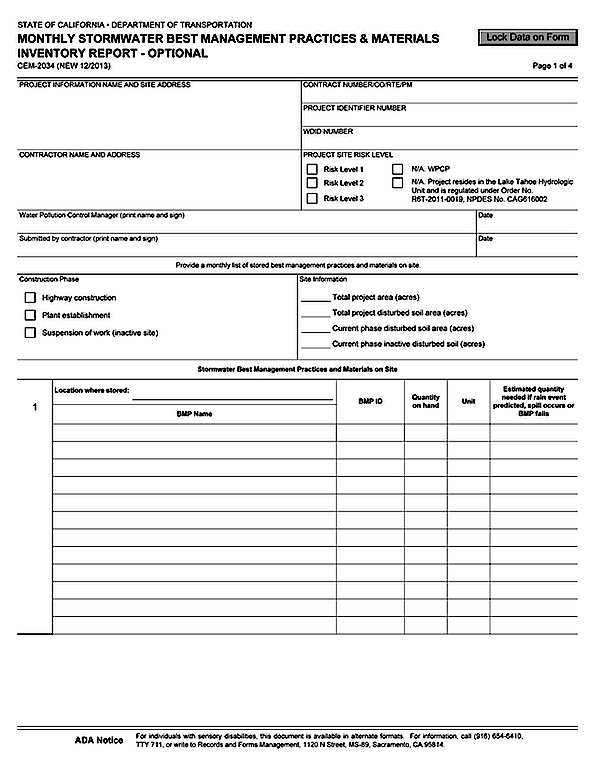 STATE OF CALIFORNIA • DEPARTMENT OF TRANSPORTATION
MONTHLY STORMWATER BEST MANAGEMENT PRACTICES & MATERIALS
INVENTORY REPORT - OPTIONAL
Lock Data on Form
CEM-2034 (NEW 12/2013)
Page 1 of 4
PROJECT INFORMATION NAME AND SITE ADDRESS
CONTRACT NUMBER/CO/RTE/PM
PROJECT IDENTIFIER NUMBER
WDID NUMBER
CONTRACTOR NAME AND ADDRESS
PROJECT SITE RISK LEVEL
Risk Level 1
N/A. WPCP
Risk Level 2
N/A. Project resides in the Lake Tahoe Hydrologic
Unit and is regulated under Order No.
R6T-2011-0019, NPDES No. CAG616002
Risk Level 3
Water Pollution Control Manager (print name and sign)
Date
Submitted by contractor (print name and sign)
Date
Provide a monthly list of stored best management practices and materials on site.
Construction Phase
Highway construction
Plant establishment
Suspension of work (inactive site)
Site Information
Total project area (acres)
Total project disturbed soil area (acres)
Current phase disturbed soil area (acres)
Current phase inactive disturbed soil (acres)
Stormwater Best Management Practices and Materials on Site
1
Location where stored:
BMP Name
BMP ID
Quantity
on hand
Unit
Estimated quantity
needed if rain event
predicted, spill occurs or
BMP fails
ADA Notice
For individuals with sensory disabilities, this document is available in alternate formats. For information, call (916) 654-6410,
TTY 711, or write to Records and Forms Management, 1120 N Street, MS-89, Sacramento, CA 95814.